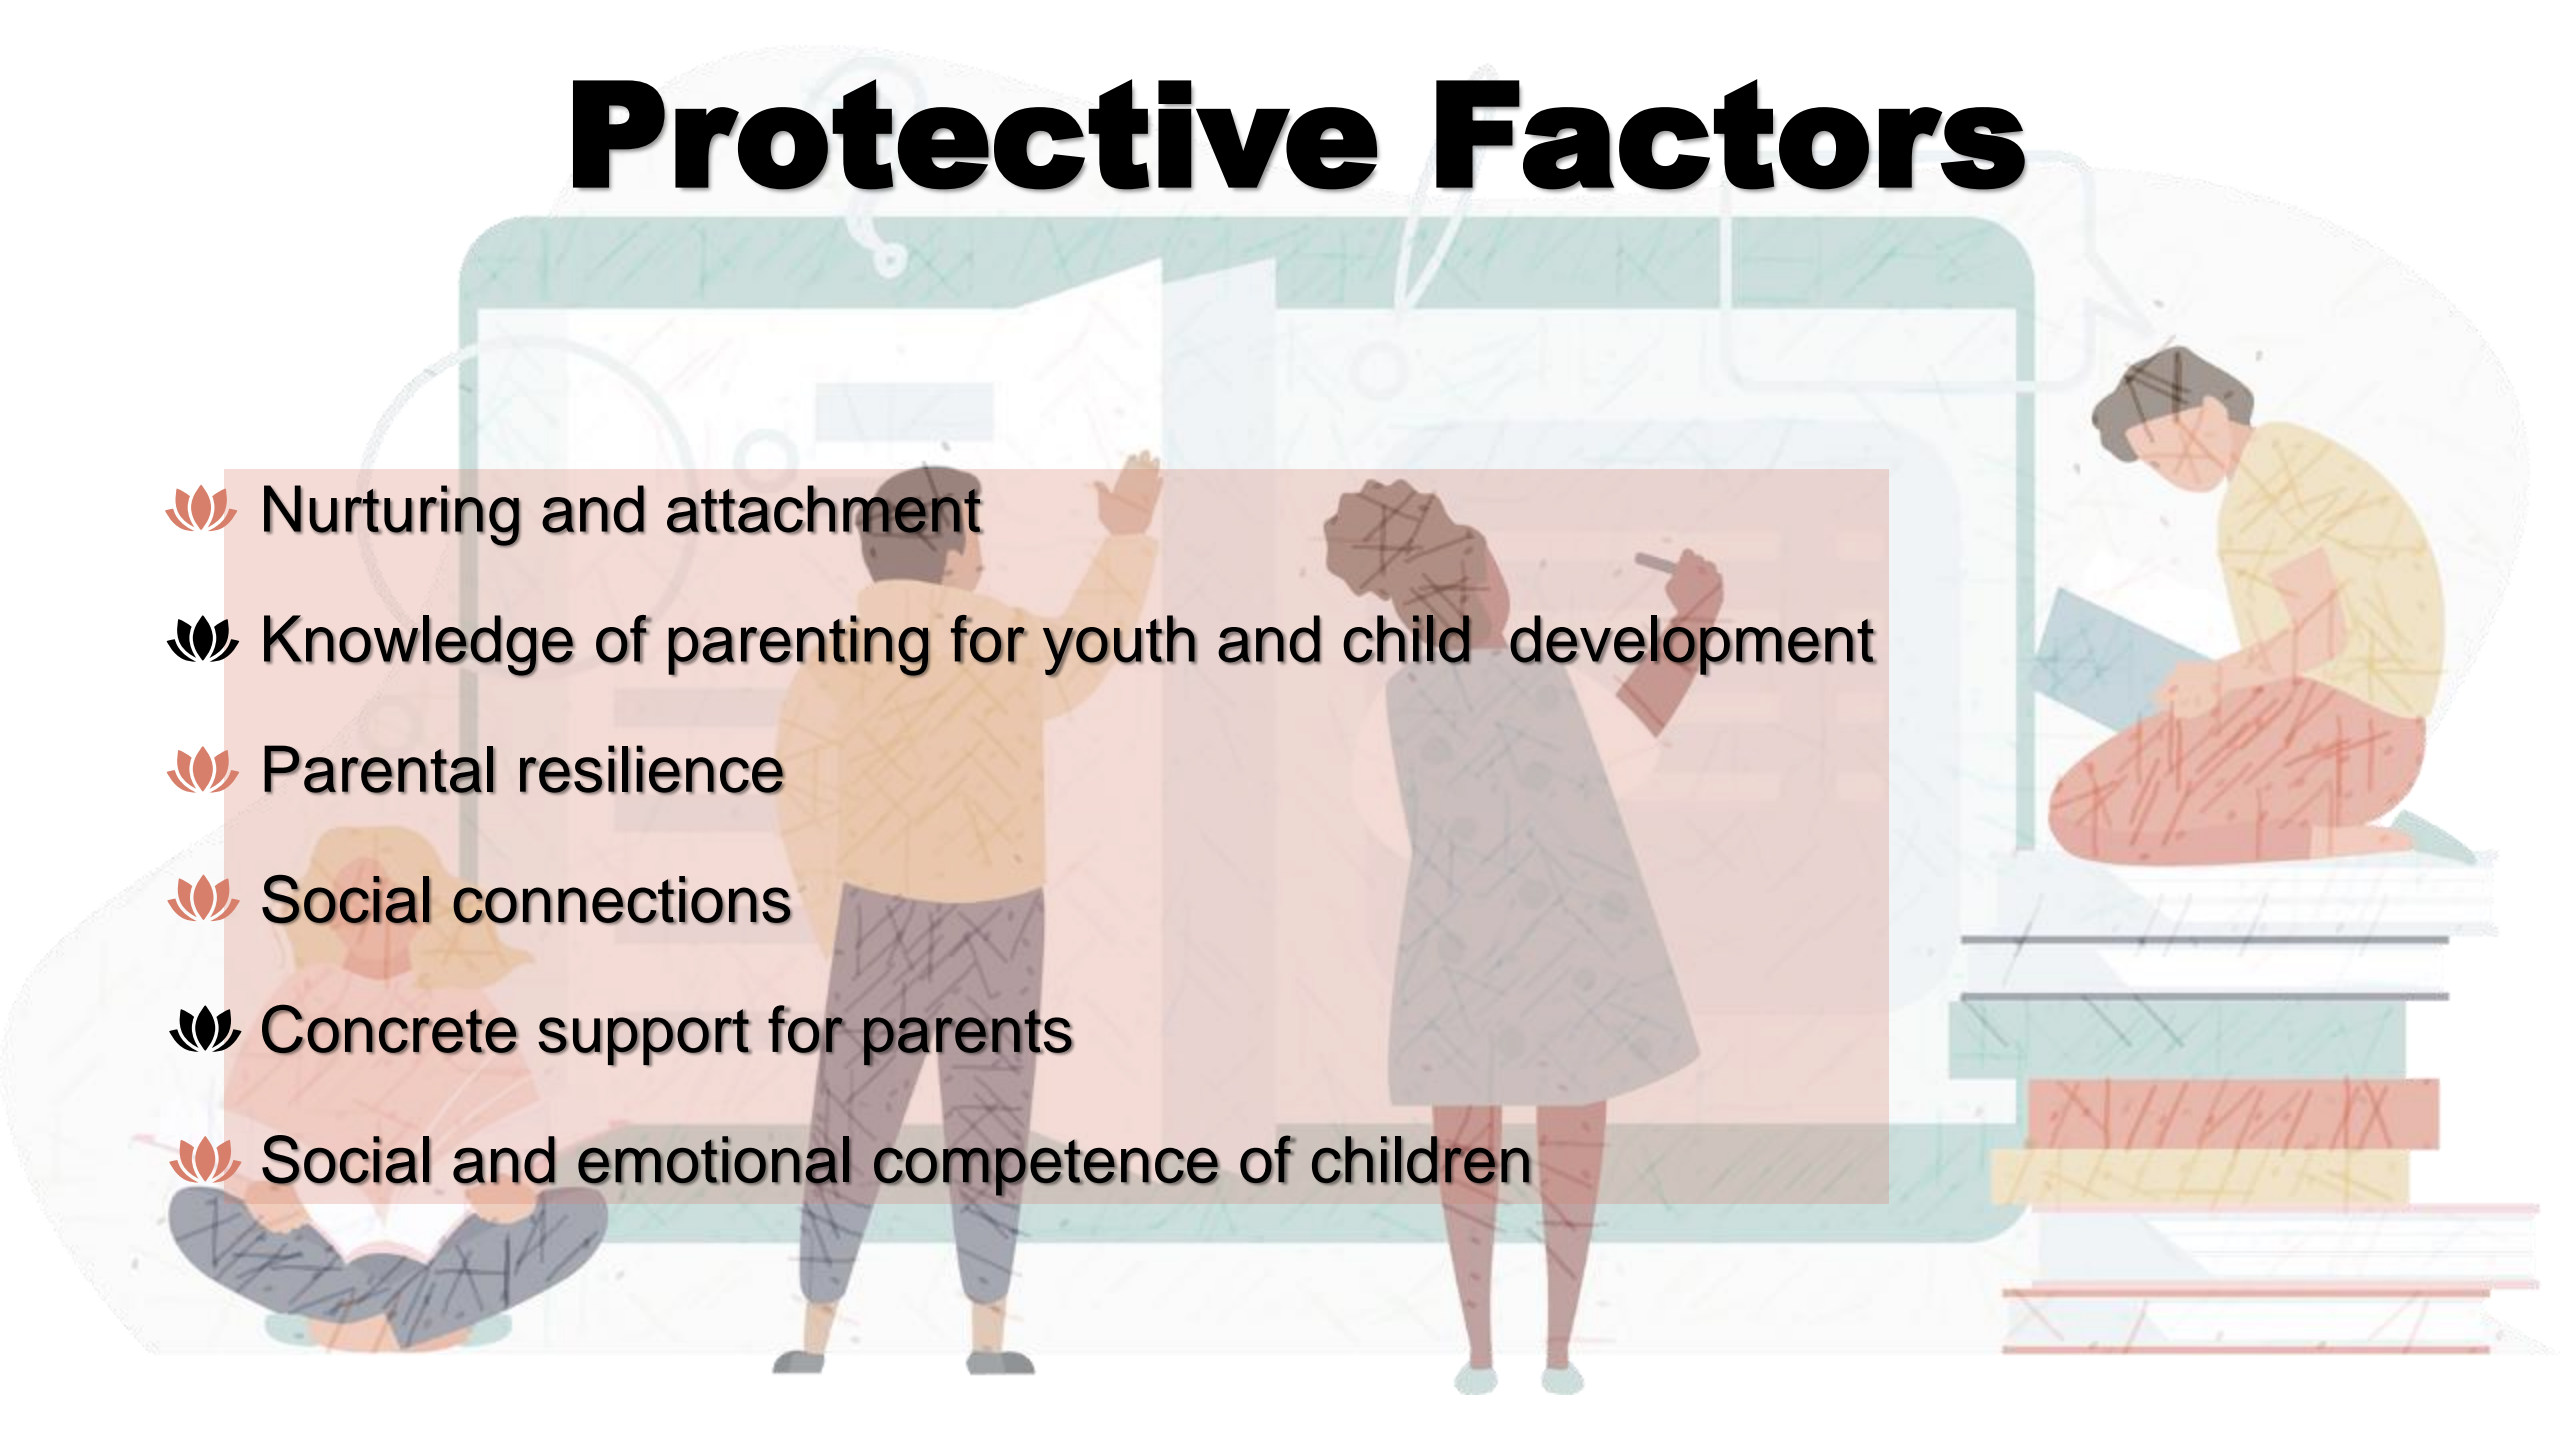 Protective Factors
Nurturing and attachment
Knowledge of parenting for youth and child  development
Parental resilience
Social connections
Concrete support for parents
Social and emotional competence of children